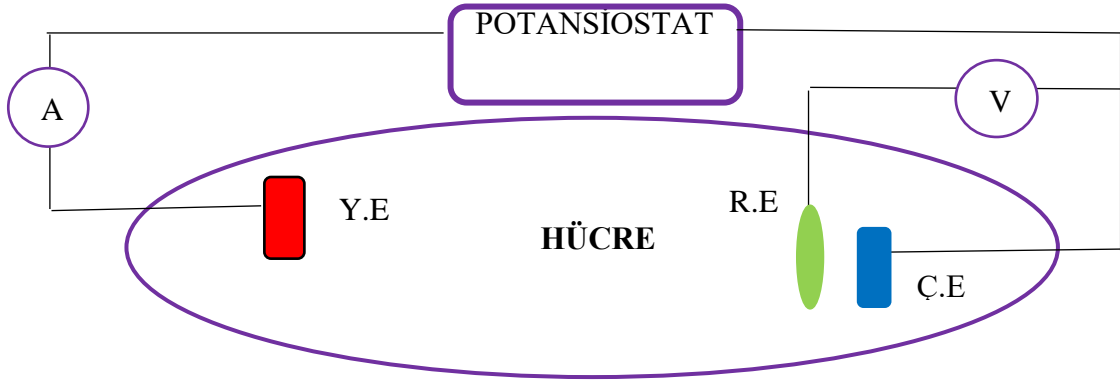 POTANSİOSTAT
A
V
Y.E
R.E
HÜCRE
Ç.E